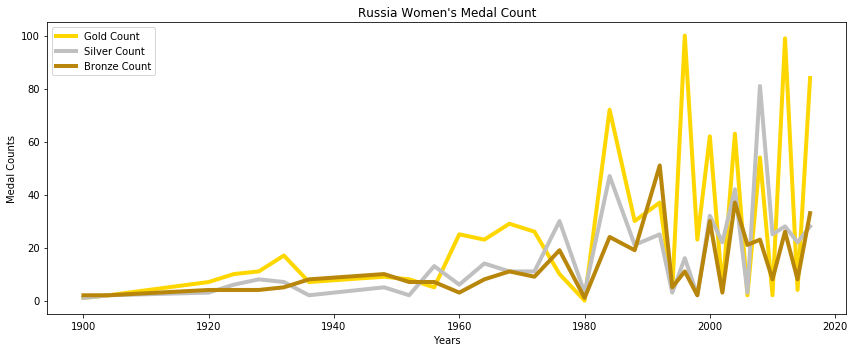 Russia Women's Medal Count
Gold Count
Silver Count
Bronze Count
Medal Counts
100
80
60
40
20
0
1900
1920
1940
1960
1980
2000
2020
Years